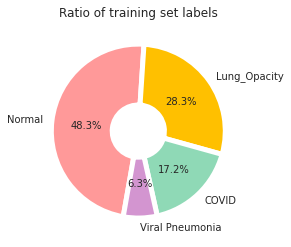 Ratio of training set labels
Lung_Opacity
28.3%
Normal
48.3%
17.2%
6.3%
COVID
Viral Pneumonia